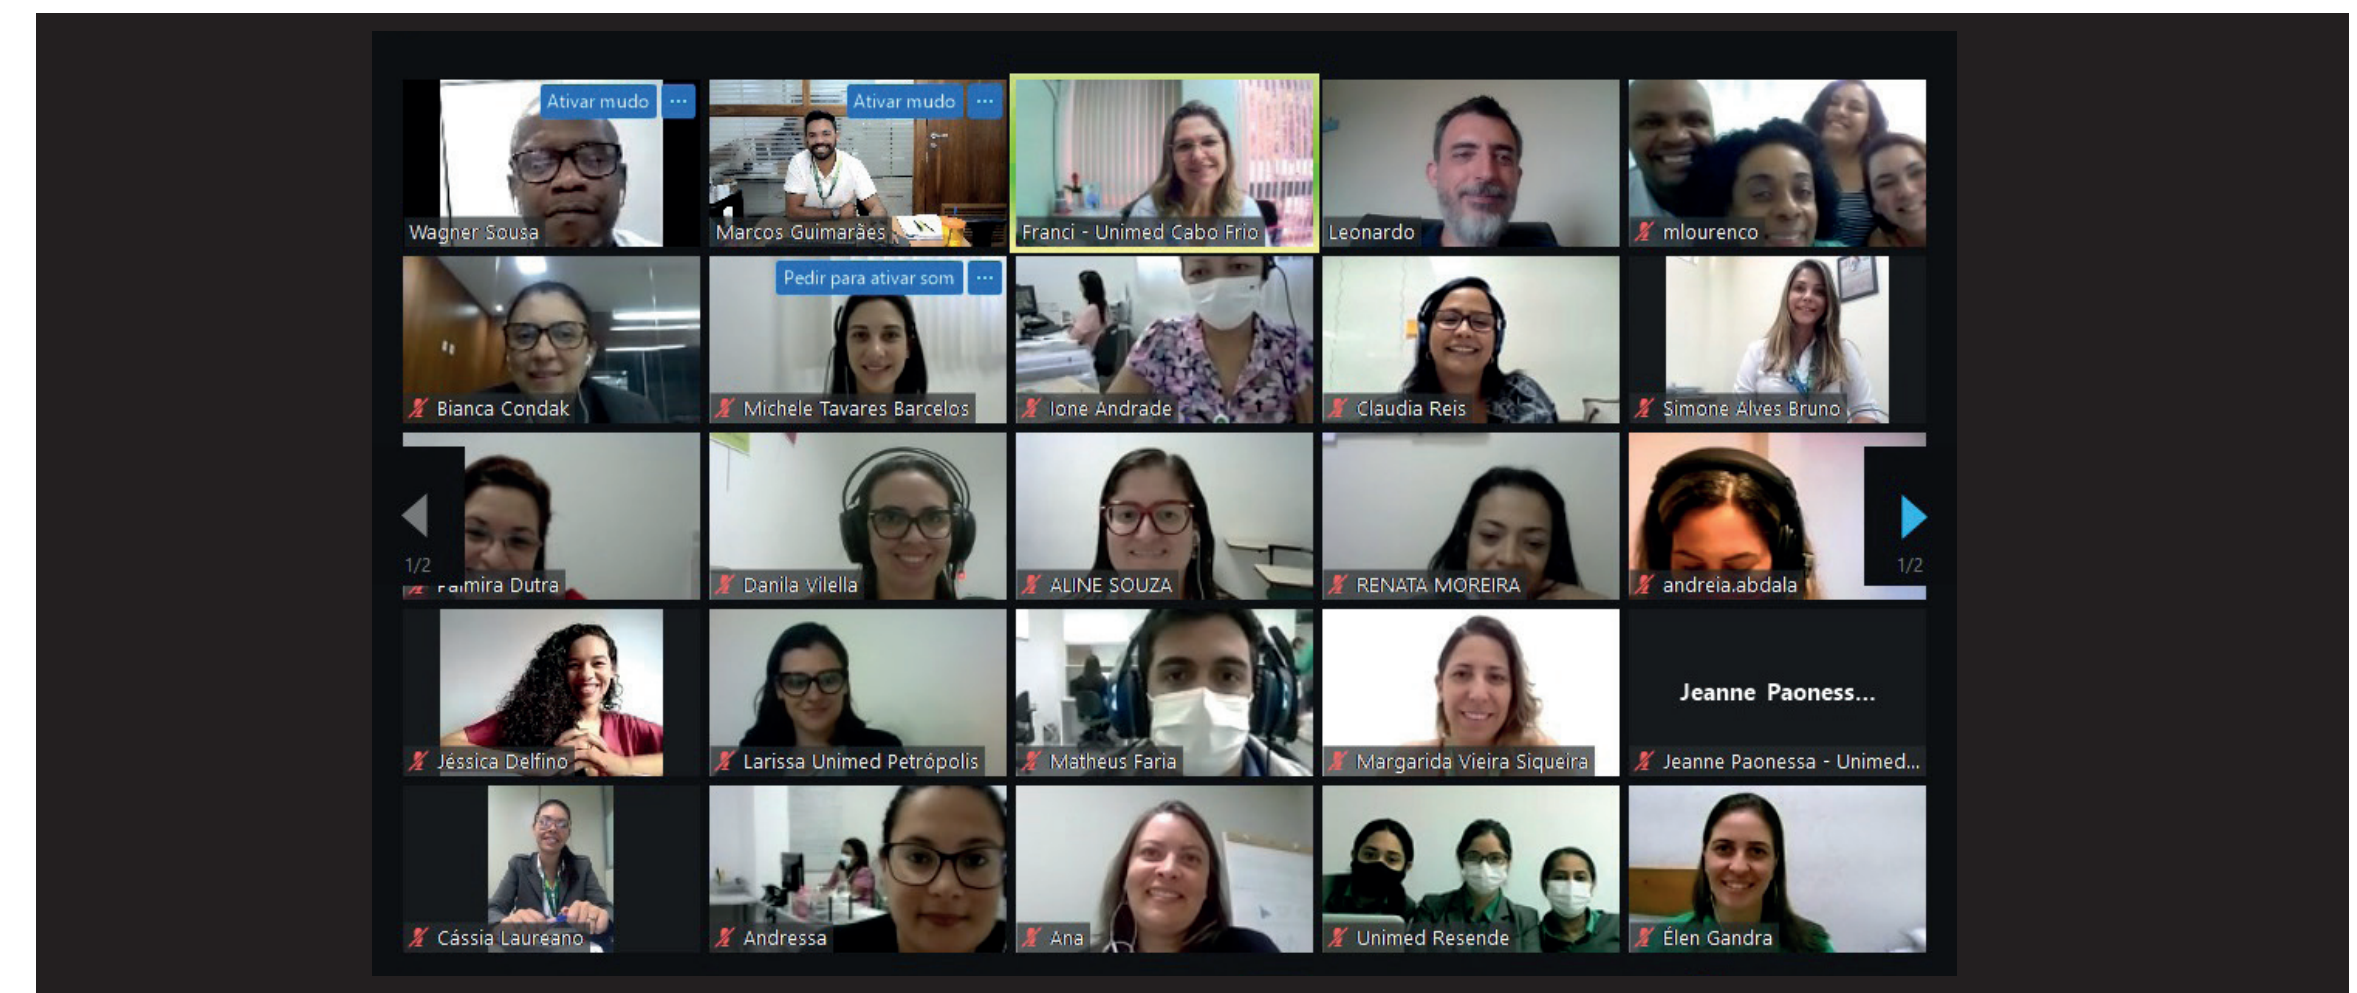 Ativar mudo ...
Ativar mudo ...
Wagner Sousa
Marcos Guimarães
Franci - Unimed Cabo Frio
Leonardo
mlourenco
Pedir para ativar som ...
Bianca Condak
Michele Tavares Barcelos
Ione Andrade
Claudia Reis
Simone Alves Bruno
1/2
1/2
Dutra
Danila Vilella
ALINE SOUZA
RENATA MOREIRA
andreia.abdala
Jeanne Paoness...
Jéssica Delfino
Larissa Unimed Petrópolis
Matheus Faria
Margarida Vieira Siqueira
Jeanne Paonessa - Unimed...
Cássia Laureano
Andressa
Ana
Unimed Resende
Élen Gandra